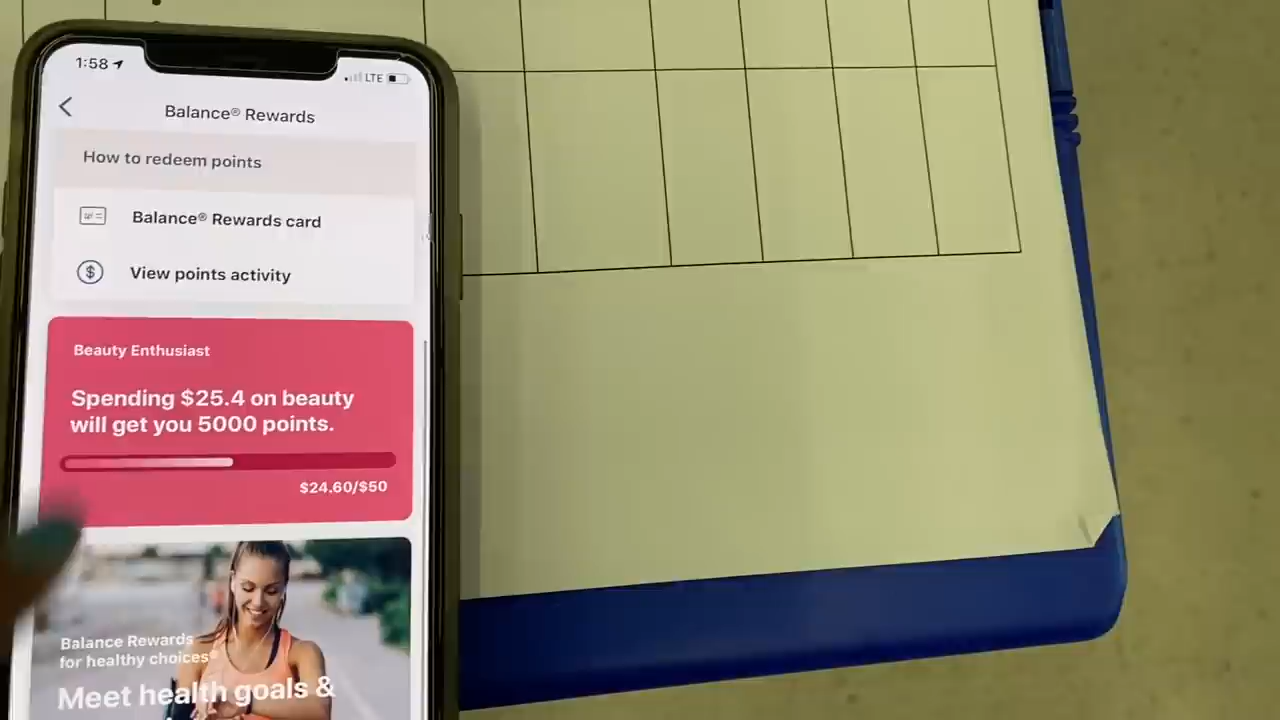 1:58
LTE
Balance® Rewards
How to redeem points
Balance® Rewards card
View points activity
Beauty Enthusiast
Spending $25.4 on beauty
will get you 5000 points.
$24.60/$50
Balance Rewards
for healthy choices®
Meet health goals &